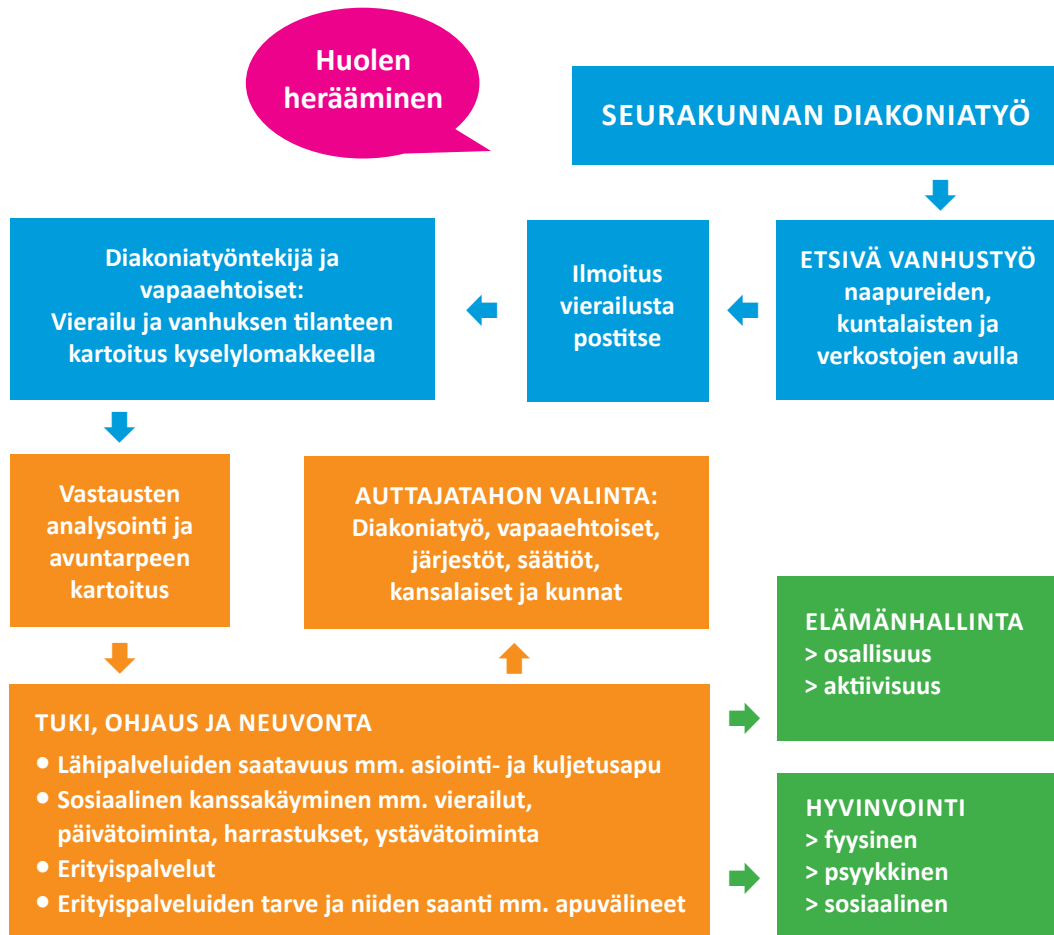 Huolen
herääminen
SEURAKUNNAN DIAKONIATYÖ
ETSIVÄ VANHUSTYÖ
naapureiden,
kuntalaisten ja
verkostojen avulla
Ilmoitus
vierailusta
postitse
Diakoniatyöntekijä ja
vapaaehtoiset:
Vierailu ja vanhuksen tilanteen
kartoitus kyselylomakkeella
Vastausten
analysointi ja
avuntarpeen
kartoitus
AUTTAJATAHON VALINTA:
Diakoniatyö, vapaaehtoiset,
järjestöt, säätiöt,
kansalaiset ja kunnat
TUKI, OHJAUS JA NEUVONTA
• Lähipalveluiden saatavuus mm. asiointi- ja kuljetusapu
• Sosiaalinen kanssakäyminen mm. vierailut,
päivätoiminta, harrastukset, ystävätoiminta
• Erityispalvelut
• Erityispalveluiden tarve ja niiden saanti mm. apuvälineet
ELÄMÄNHALLINTA
> osallisuus
> aktiivisuus
HYVINVOINTI
> fyysinen
> psyykkinen
> sosiaalinen